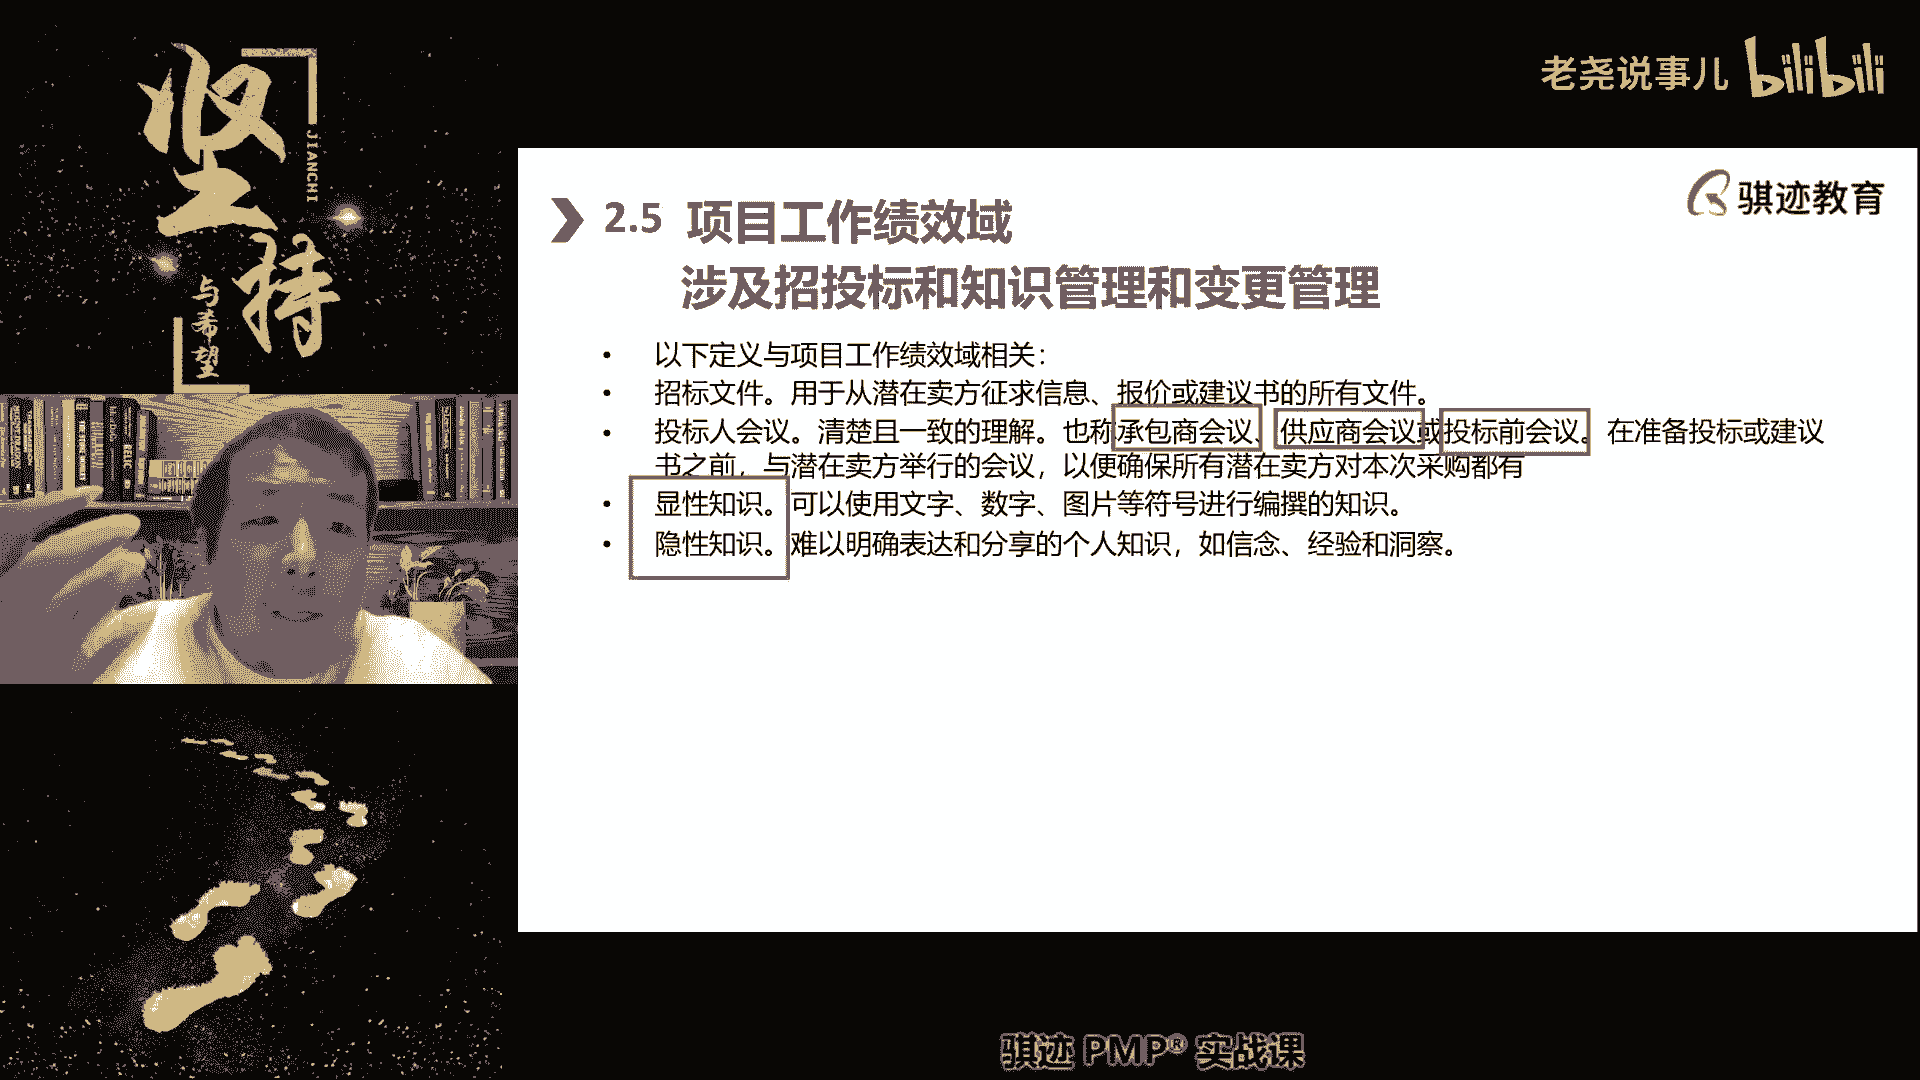 坚持
JIANCHI
与希望
老尧说事儿 bilibili
骐迹教育
2.5 项目工作绩效域
涉及招投标和知识管理和变更管理
• 以下定义与项目工作绩效域相关：
• 招标文件。用于从潜在卖方征求信息、报价或建议书的所有文件。
• 投标人会议。清楚且一致的理解。也称承包商会议、供应商会议或投标前会议。在准备投标或建议
书之前，与潜在卖方举行的会议，以便确保所有潜在卖方对本次采购都有
• 显性知识。可以使用文字、数字、图片等符号进行编撰的知识。
• 隐性知识。难以明确表达和分享的个人知识，如信念、经验和洞察。
骐迹 PMP® 实战课